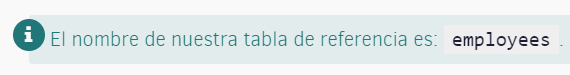 El nombre de nuestra tabla de referencia es: employees .